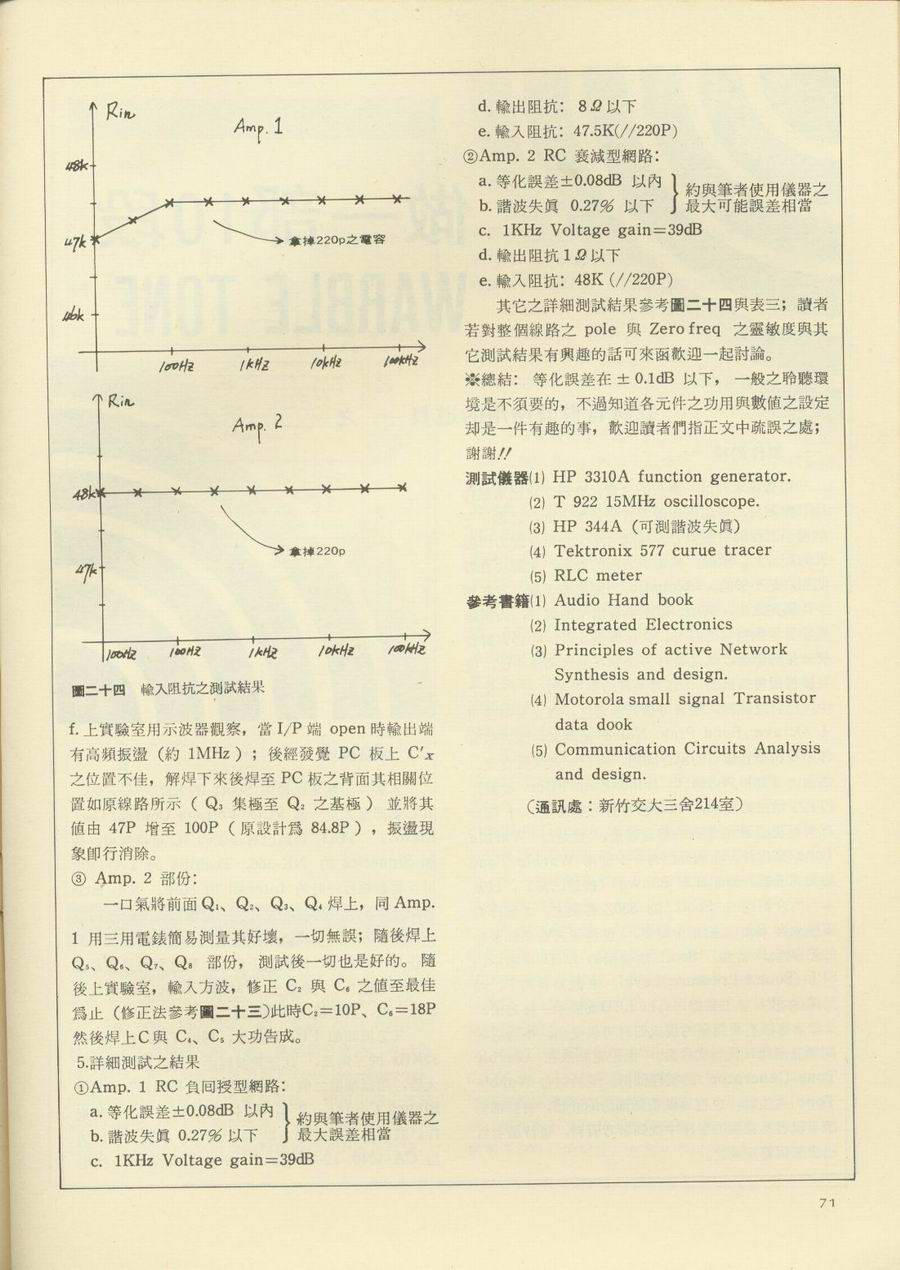 Rin
Amp. 1
48k
47k
拿掉220p之電容
46k
100HZ 1KHZ 10KHZ 100KHZ
Rin
Amp. 2
48k
拿掉220p
47k
100HZ 100HZ 1KHZ 10KHZ 100KHZ
圖二十四 輸入阻抗之測試結果
f. 上實驗室用示波器觀察，當 I/P 端 open 時輸出端
有高頻振盪（約 1MHz）；後經發覺 PC 板上 C′x
之位置不佳，解焊下來後焊至 PC 板之背面其相關位
置如原線路所示（ Q₃ 集極至 Q₂ 之基極 ） 並將其
値由 47P 增至 100P （ 原設計爲 84.8P ），振盪現
象卽行消除。
③ Amp. 2 部份：
一口氣將前面 Q₁、Q₂、Q₃、Q₄ 焊上，同 Amp.
1 用三用電錶簡易測量其好壞，一切無誤；隨後焊上
Q₅、Q₆、Q₇、Q₈ 部份， 測試後一切也是好的。 隨
後上實驗室，輸入方波，修正 C₂ 與 C₆ 之値至最佳
爲止（修正法參考圖二十三)此時C₂=10P、C₆=18P
然後焊上C與 C₄、C₅ 大功告成。
5.詳細測試之結果
①Amp. 1 RC 負回授型網路：
a. 等化誤差±0.08dB 以內
b. 諧波失眞 0.27% 以下
約與筆者使用儀器之
最大誤差相當
c. 1KHz Voltage gain=39dB
d. 輸出阻抗： 8Ω以下
e. 輸入阻抗：47.5K(//220P)
②Amp. 2 RC 衰減型網路：
a. 等化誤差±0.08dB 以內
b. 諧波失眞 0.27% 以下
約與筆者使用儀器之
最大可能誤差相當
c. 1KHz Voltage gain=39dB
d. 輸出阻抗 1Ω以下
e. 輸入阻抗：48K (//220P)
其它之詳細測試結果參考圖二十四與表三；讀者
若對整個線路之 pole 與 Zero freq 之靈敏度與其
它測試結果有興趣的話可來函歡迎一起討論。
※總結： 等化誤差在 ± 0.1dB 以下， 一般之聆聽環
境是不須要的，不過知道各元件之功用與數値之設定
却是一件有趣的事，歡迎讀者們指正文中疏誤之處；
謝謝!!
測試儀器(1) HP 3310A function generator.
(2) T 922 15MHz oscilloscope.
(3) HP 344A（可測諧波失眞）
(4) Tektronix 577 curue tracer
(5) RLC meter
參考書籍(1) Audio Hand book
(2) Integrated Electronics
(3) Principles of active Network
Synthesis and design.
(4) Motorola small signal Transistor
data dook
(5) Communication Circuits Analysis
and design.
（通訊處：新竹交大三舍214室）
71